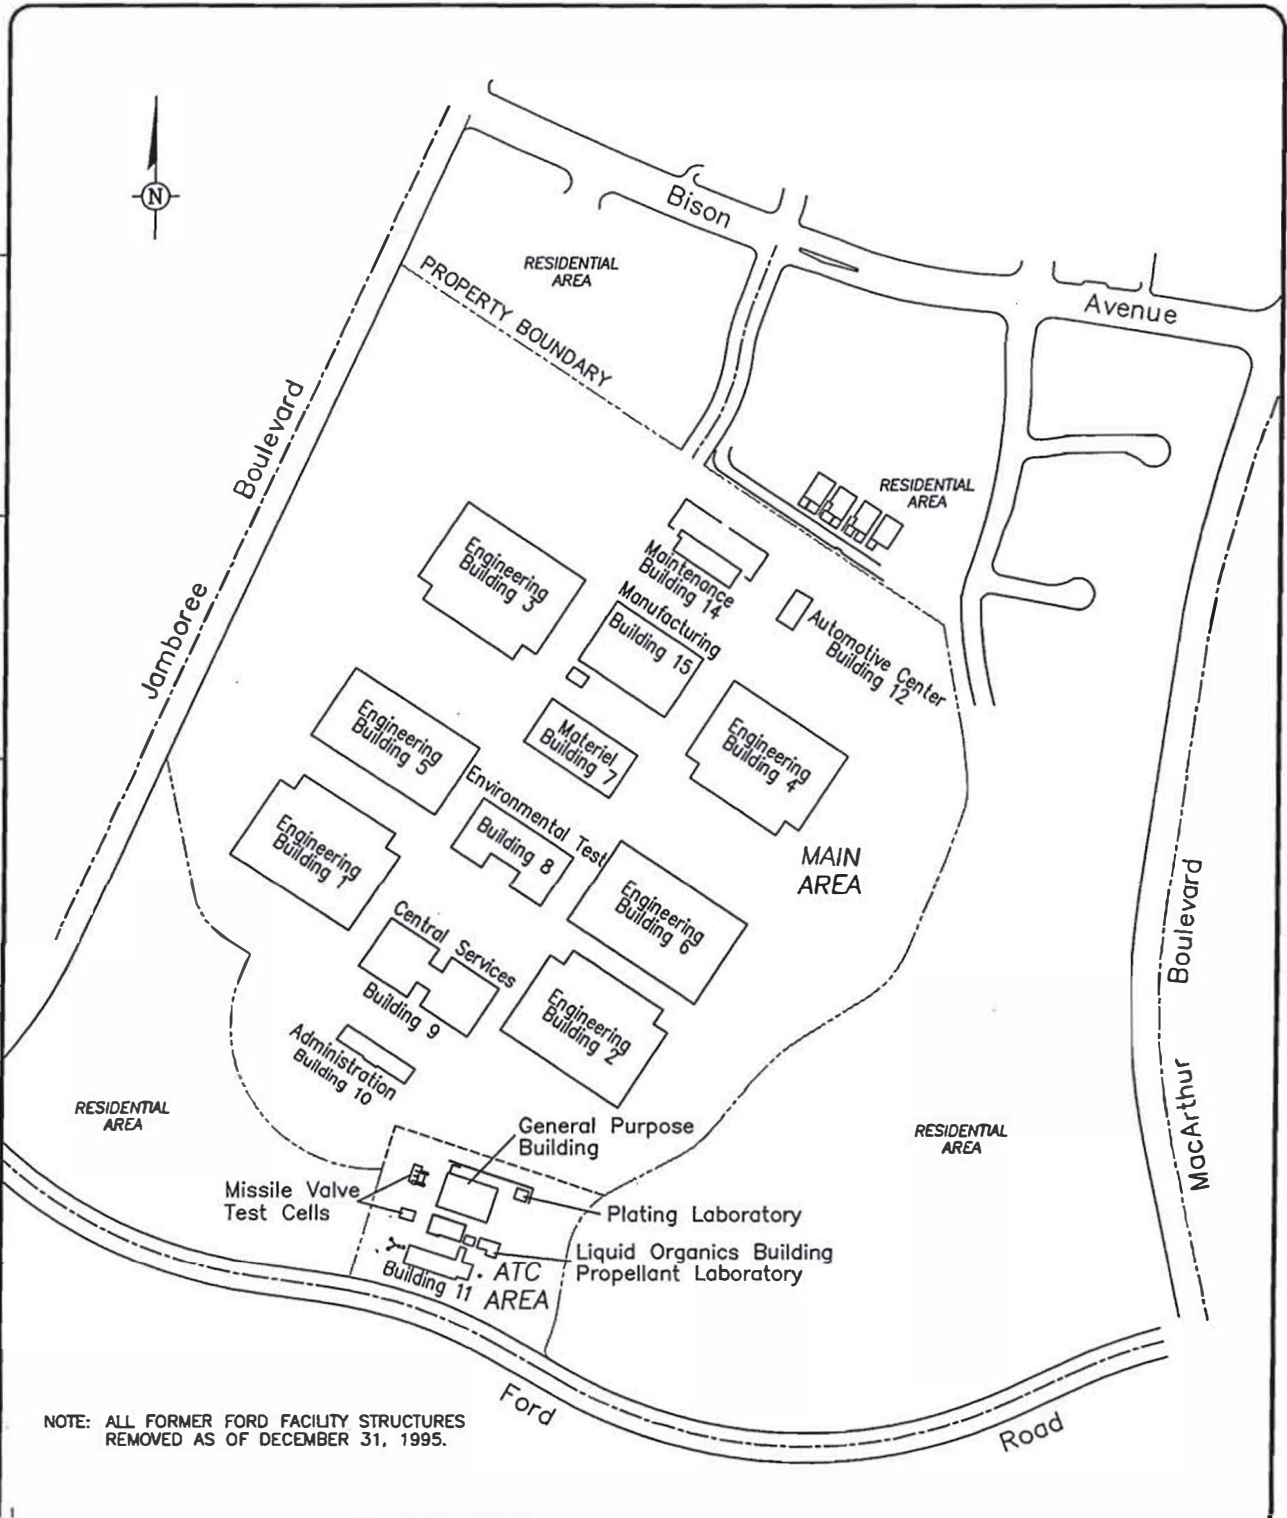 N
Bison
Avenue
RESIDENTIAL
AREA
PROPERTY BOUNDARY
Boulevard
Jamboree
RESIDENTIAL
AREA
Engineering
Building 3
Maintenance
Building 14
Manufacturing
Building 15
Automotive Center
Building 12
Engineering
Building 5
Materiel
Building 7
Engineering
Building 4
Environmental Test
Building 8
Engineering
Building 1
MAIN
AREA
Engineering
Building 6
Central Services
Building 9
Engineering
Building 2
Administration
Building 10
Boulevard
MacArthur
RESIDENTIAL
AREA
RESIDENTIAL
AREA
General Purpose
Building
Missile Valve
Test Cells
Plating Laboratory
Liquid Organics Building
Propellant Laboratory
Building 11
ATC
AREA
Ford
Road
NOTE: ALL FORMER FORD FACILITY STRUCTURES
REMOVED AS OF DECEMBER 31, 1995.